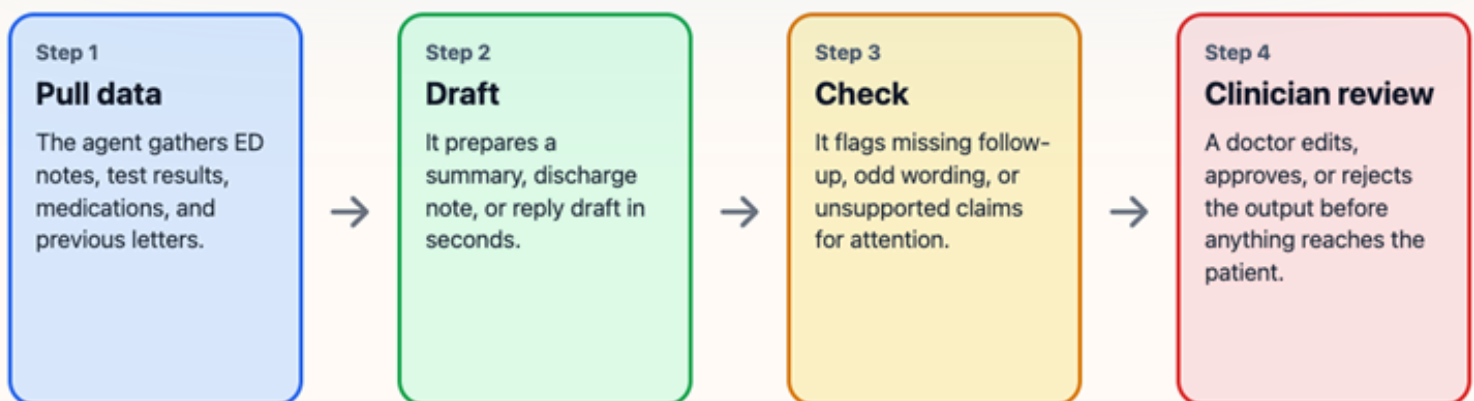 Step 1
Pull data
The agent gathers ED
notes, test results,
medications, and
previous letters.
Step 2
Draft
It prepares a
summary, discharge
note, or reply draft in
seconds.
Step 3
Check
It flags missing follow-
up, odd wording, or
unsupported claims
for attention.
Step 4
Clinician review
A doctor edits,
approves, or rejects
the output before
anything reaches the
patient.